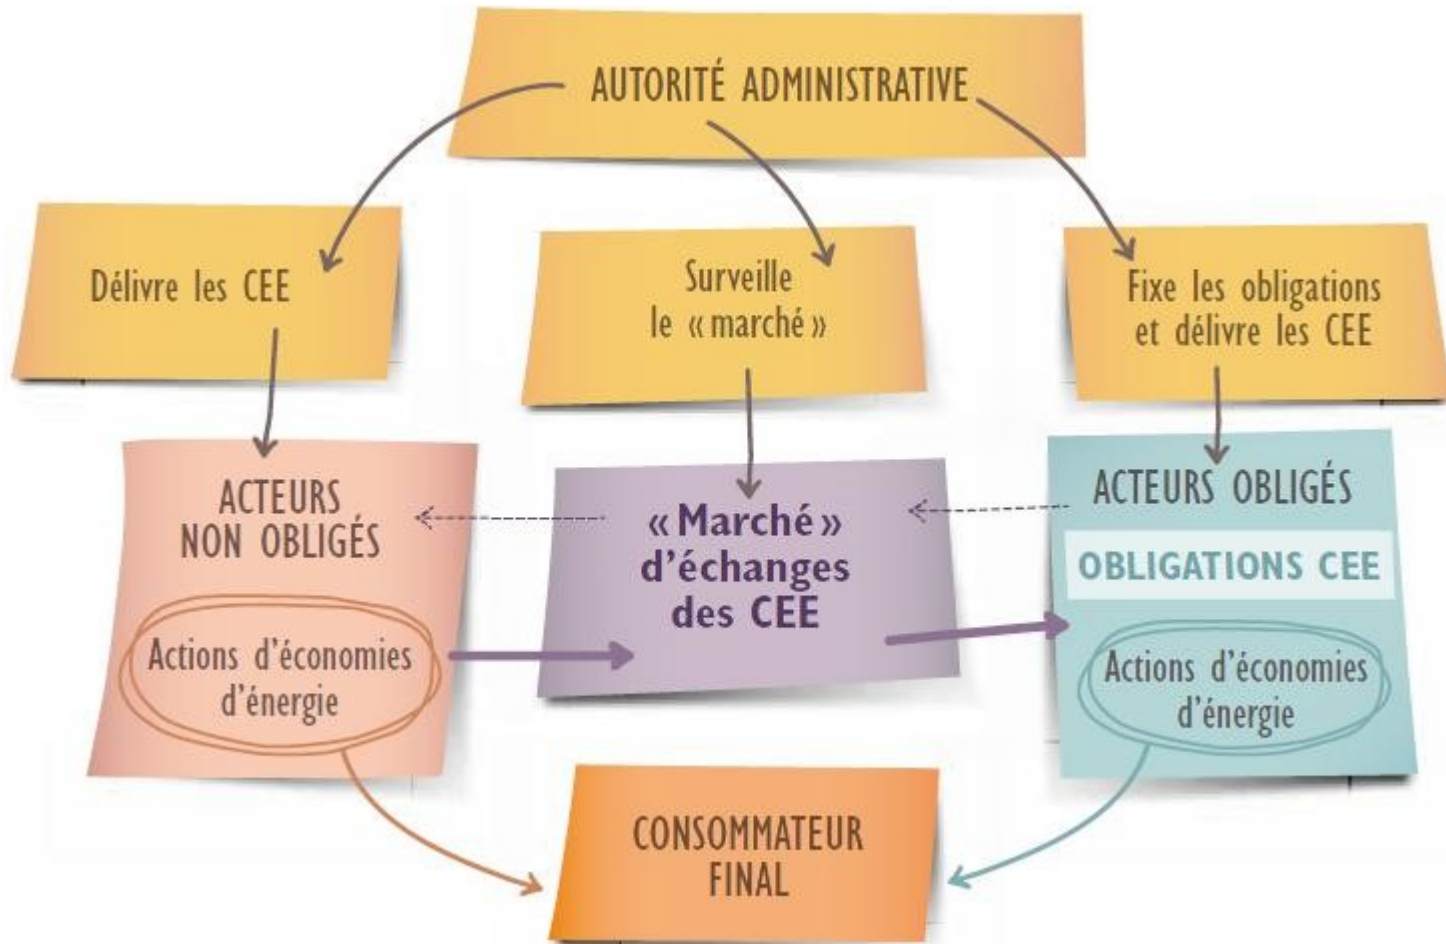 AUTORITÉ ADMINISTRATIVE
Délivre les CEE
Surveille
le « marché »
Fixe les obligations
et délivre les CEE
ACTEURS
NON OBLIGÉS
Actions d’économies
d’énergie
« Marché »
d’échanges
des CEE
ACTEURS OBLIGÉS
OBLIGATIONS CEE
Actions d’économies
d’énergie
CONSOMMATEUR
FINAL